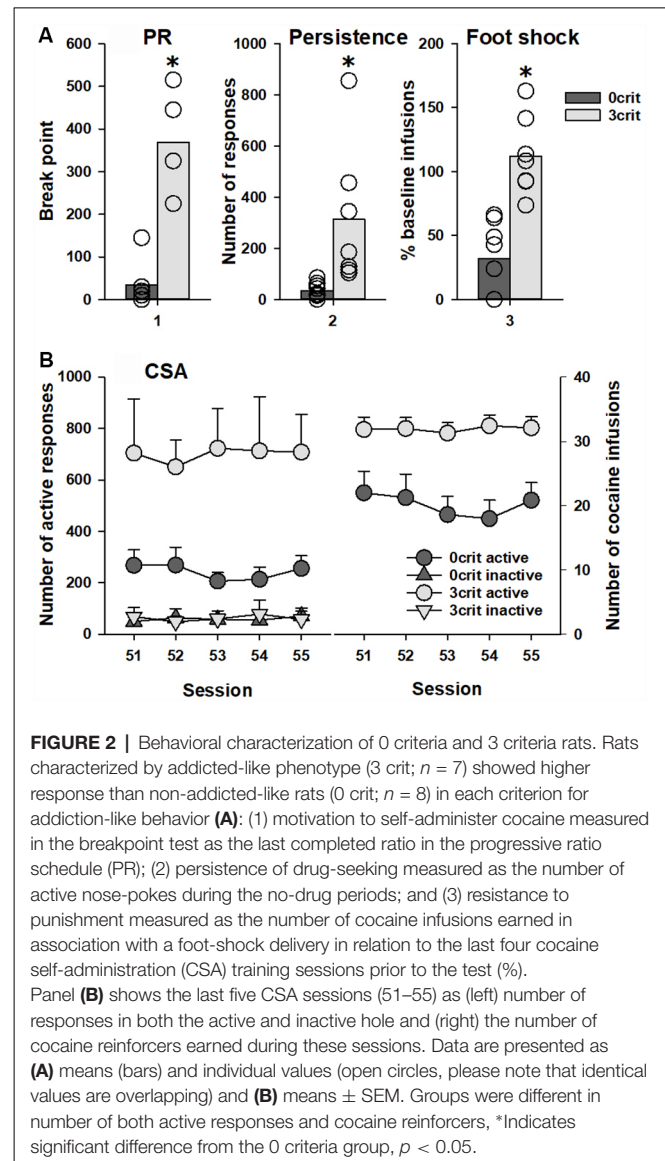 A
PR
Persistence
Foot shock
Break point
600
500
400
300
200
100
0
*
1
Number of responses
1000
800
600
400
200
0
*
2
% baseline infusions
200
150
100
50
0
*
3
0crit
3crit
B
CSA
Number of active responses
1000
800
600
400
200
0
51 52 53 54 55
Session
40
30
20
10
0
Number of cocaine infusions
0crit active
0crit inactive
3crit active
3crit inactive
51 52 53 54 55
Session
FIGURE 2 | Behavioral characterization of 0 criteria and 3 criteria rats. Rats
characterized by addicted-like phenotype (3 crit; n = 7) showed higher
response than non-addicted-like rats (0 crit; n = 8) in each criterion for
addiction-like behavior (A): (1) motivation to self-administer cocaine measured
in the breakpoint test as the last completed ratio in the progressive ratio
schedule (PR); (2) persistence of drug-seeking measured as the number of
active nose-pokes during the no-drug periods; and (3) resistance to
punishment measured as the number of cocaine infusions earned in
association with a foot-shock delivery in relation to the last four cocaine
self-administration (CSA) training sessions prior to the test (%).
Panel (B) shows the last five CSA sessions (51–55) as (left) number of
responses in both the active and inactive hole and (right) the number of
cocaine reinforcers earned during these sessions. Data are presented as
(A) means (bars) and individual values (open circles, please note that identical
values are overlapping) and (B) means ± SEM. Groups were different in
number of both active responses and cocaine reinforcers, *Indicates
significant difference from the 0 criteria group, p < 0.05.